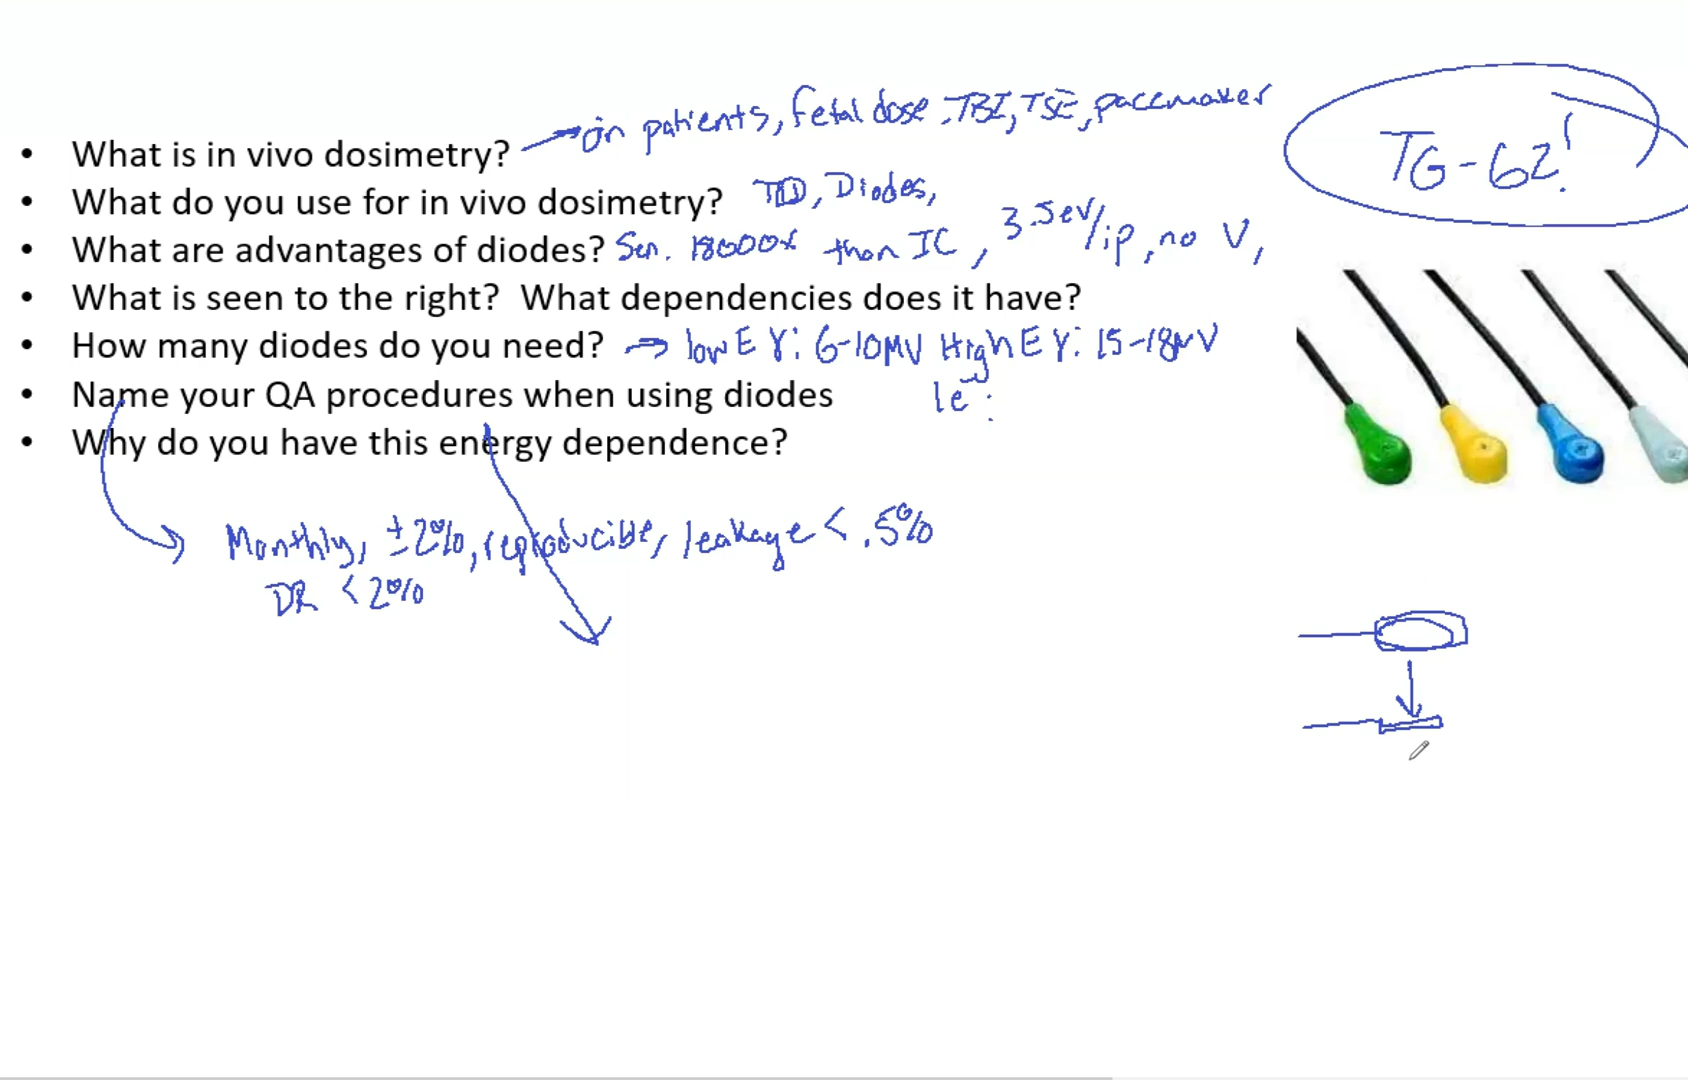 on patients, fetal dose, TBI, TSE, pacemaker
TG-62!
• What is in vivo dosimetry?
• What do you use for in vivo dosimetry? TLD, Diodes,
• What are advantages of diodes? Sen. 18000x than IC, 3.5eV/ip, no V,
• What is seen to the right? What dependencies does it have?
• How many diodes do you need? → low E γ: 6-10MV High E γ: 15-18MV
• Name your QA procedures when using diodes 1e⁻:
• Why do you have this energy dependence?
Monthly, ±2%, reproducible, leakage < .5%
DR < 2%